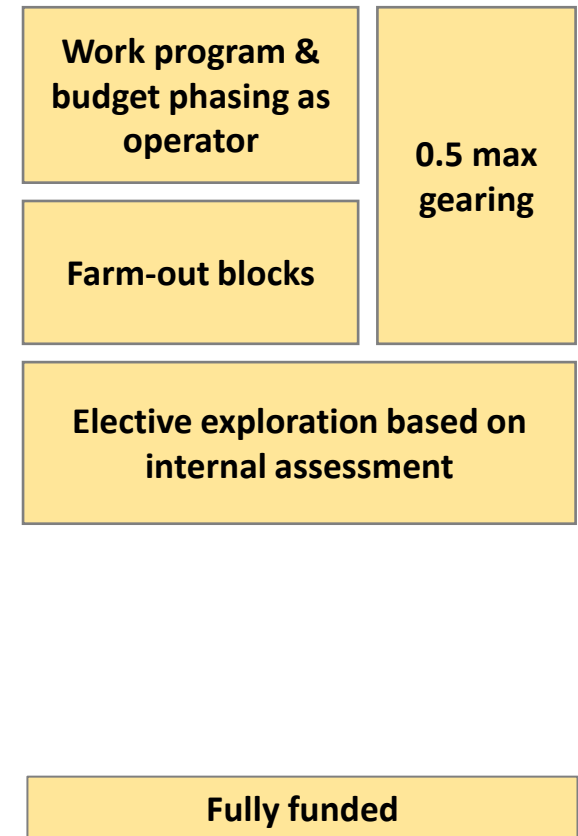 Work program &
budget phasing as
operator
0.5 max
gearing
Farm-out blocks
Elective exploration based on
internal assessment
Fully funded